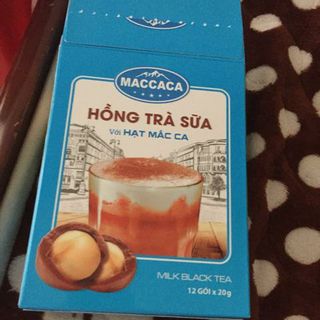 MACCACA
HỒNG TRÀ SỮA
Với HẠT MẮC CA
MILK BLACK TEA
12 GÓI x 20g